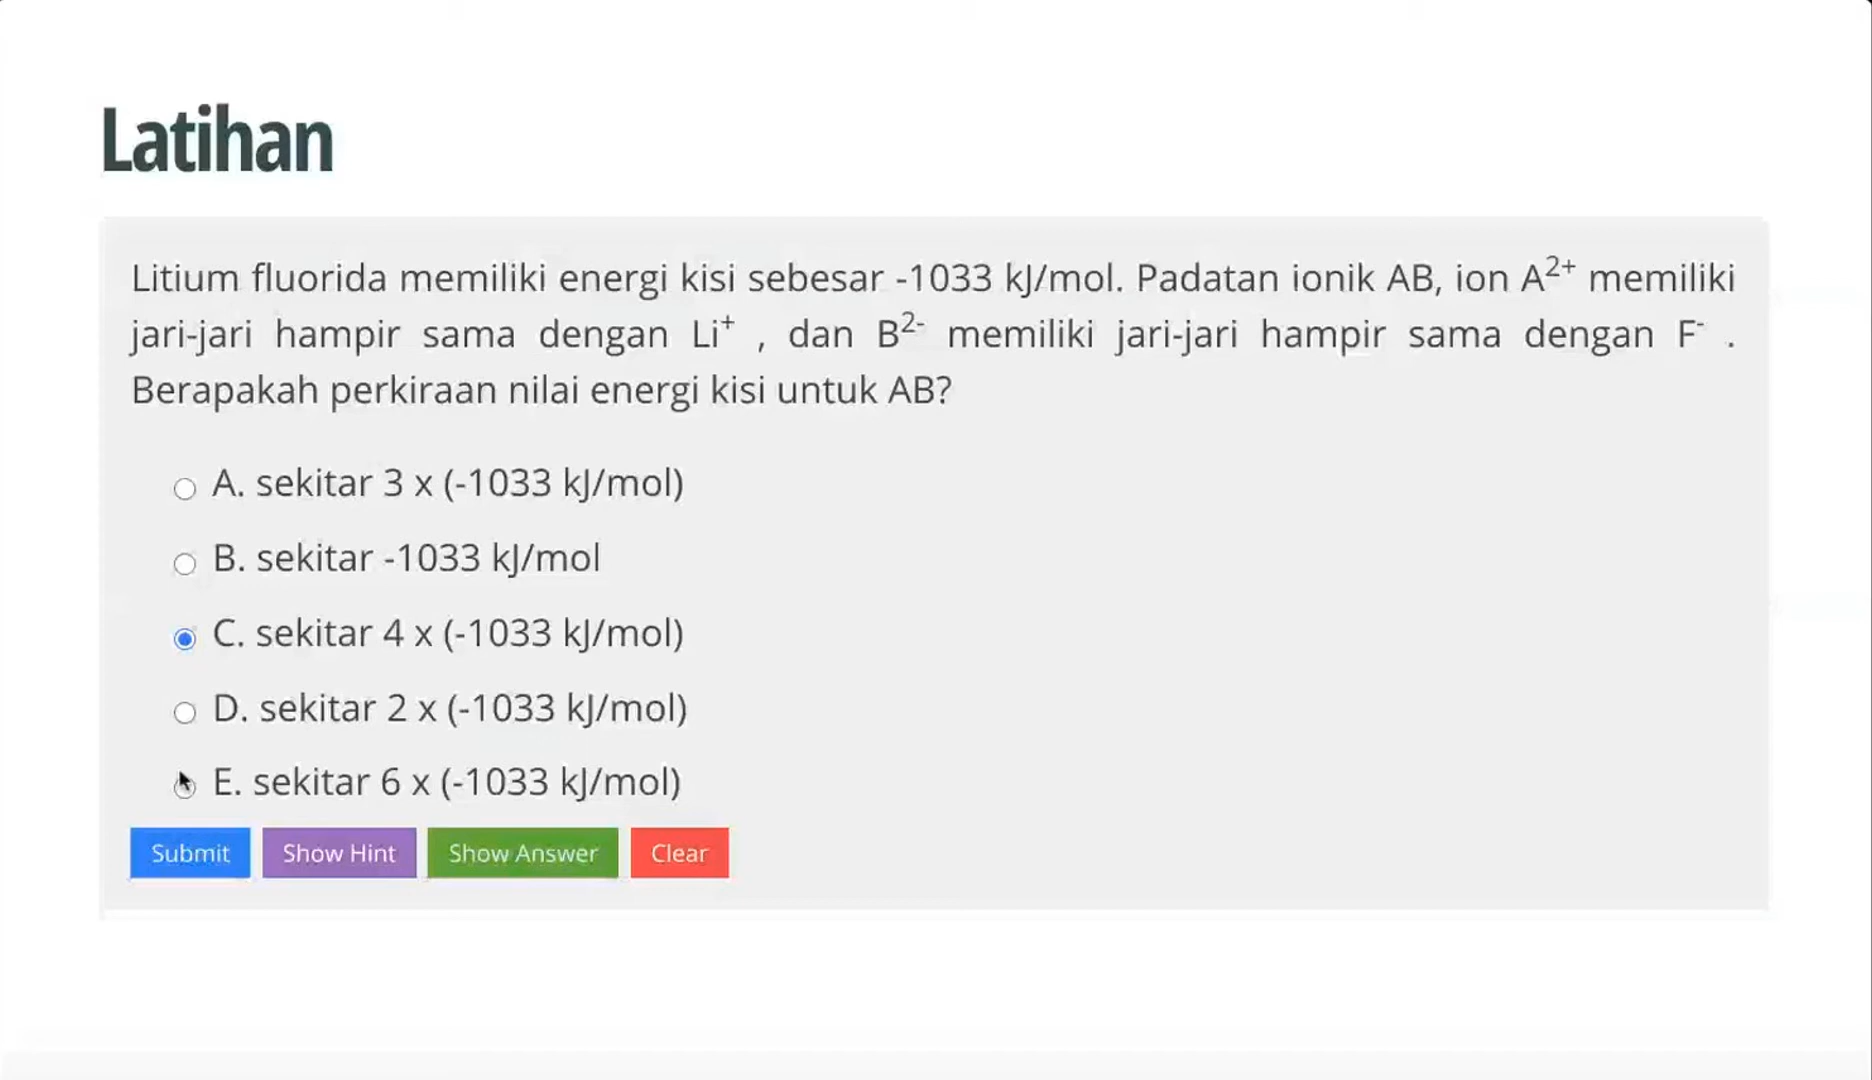 Latihan
Litium fluorida memiliki energi kisi sebesar -1033 kJ/mol. Padatan ionik AB, ion A²⁺ memiliki
jari-jari hampir sama dengan Li⁺ , dan B²⁻ memiliki jari-jari hampir sama dengan F⁻ .
Berapakah perkiraan nilai energi kisi untuk AB?
A. sekitar 3 x (-1033 kJ/mol)
B. sekitar -1033 kJ/mol
C. sekitar 4 x (-1033 kJ/mol)
D. sekitar 2 x (-1033 kJ/mol)
E. sekitar 6 x (-1033 kJ/mol)
Submit Show Hint Show Answer Clear